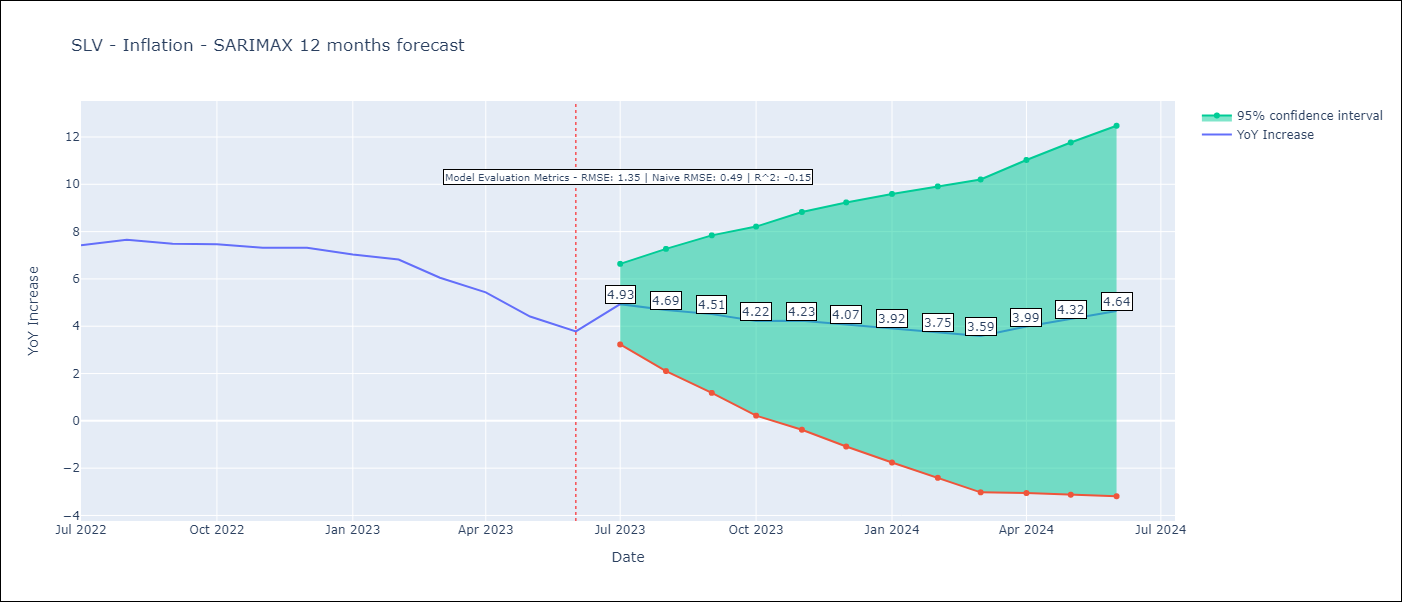 SLV - Inflation - SARIMAX 12 months forecast
95% confidence interval
YoY Increase
Model Evaluation Metrics - RMSE: 1.35 | Naive RMSE: 0.49 | R^2: -0.15
12
10
8
6
4
2
0
−2
−4
YoY Increase
4.93
4.69
4.51
4.22
4.23
4.07
3.92
3.75
3.59
3.99
4.32
4.64
Jul 2022
Oct 2022
Jan 2023
Apr 2023
Jul 2023
Oct 2023
Jan 2024
Apr 2024
Jul 2024
Date